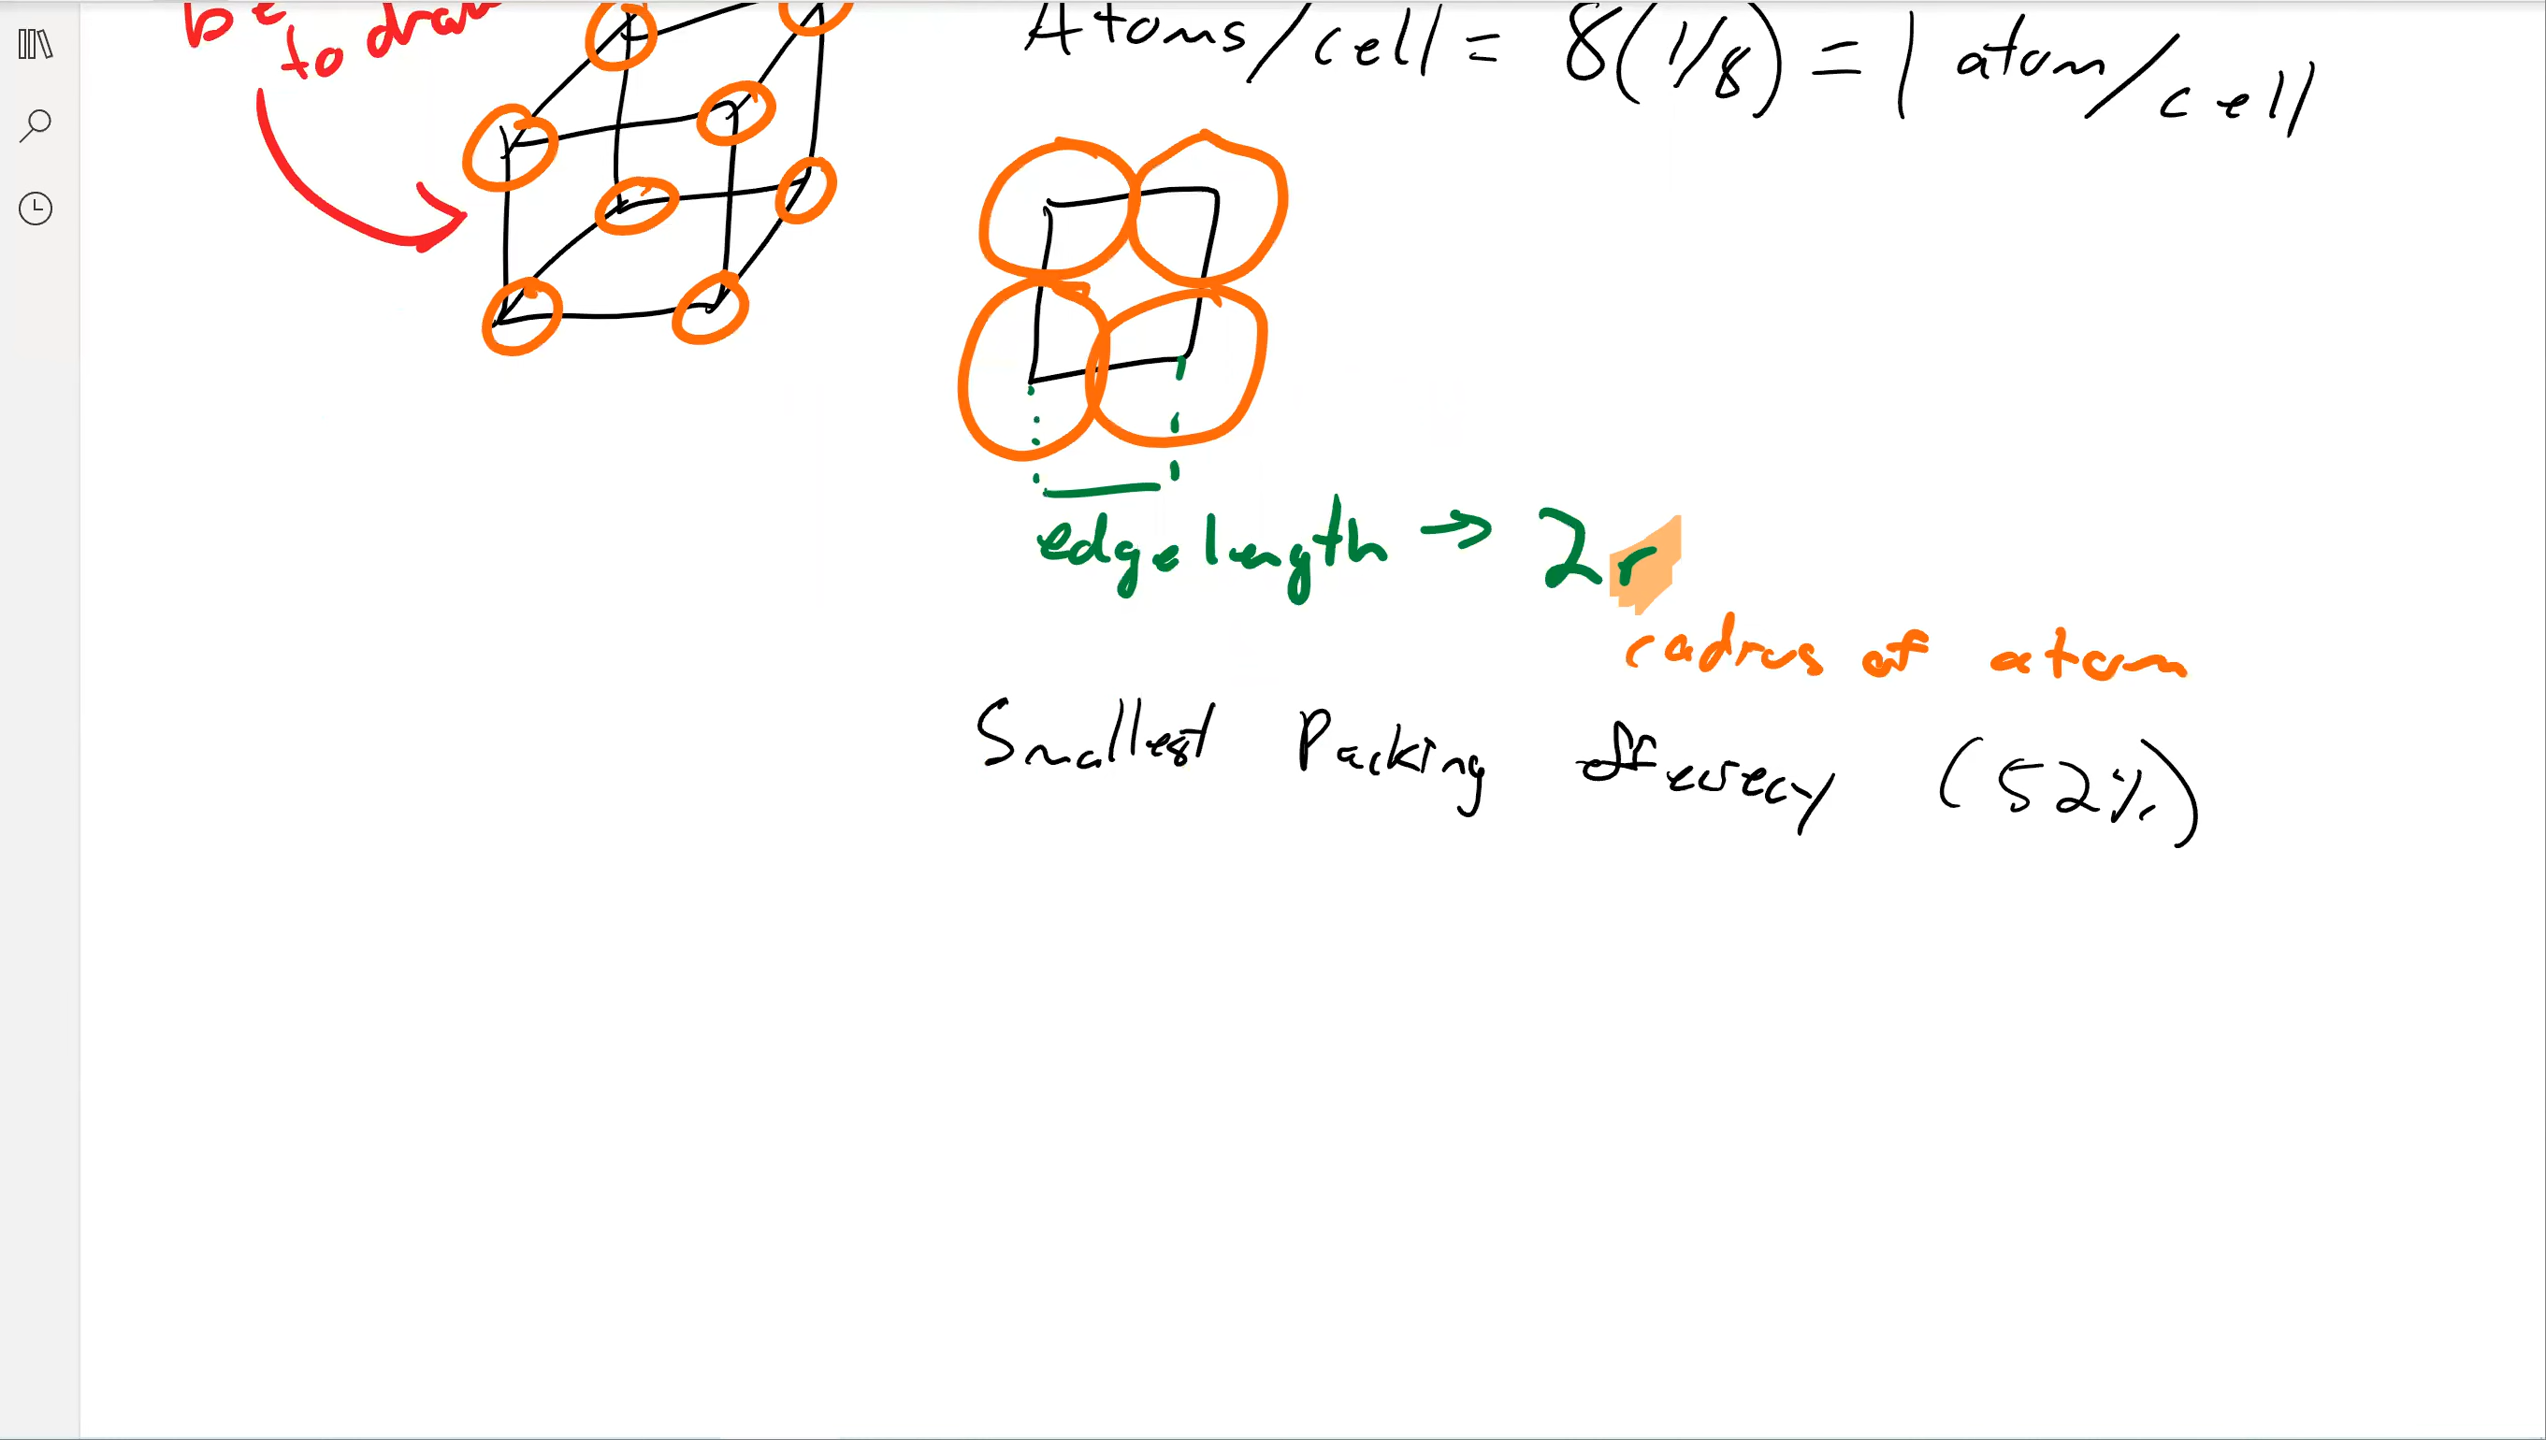 be
to draw
Atoms/cell = 8(1/8) = 1 atom/cell
edge length → 2r
radius of atom
Smallest Packing
(52%)